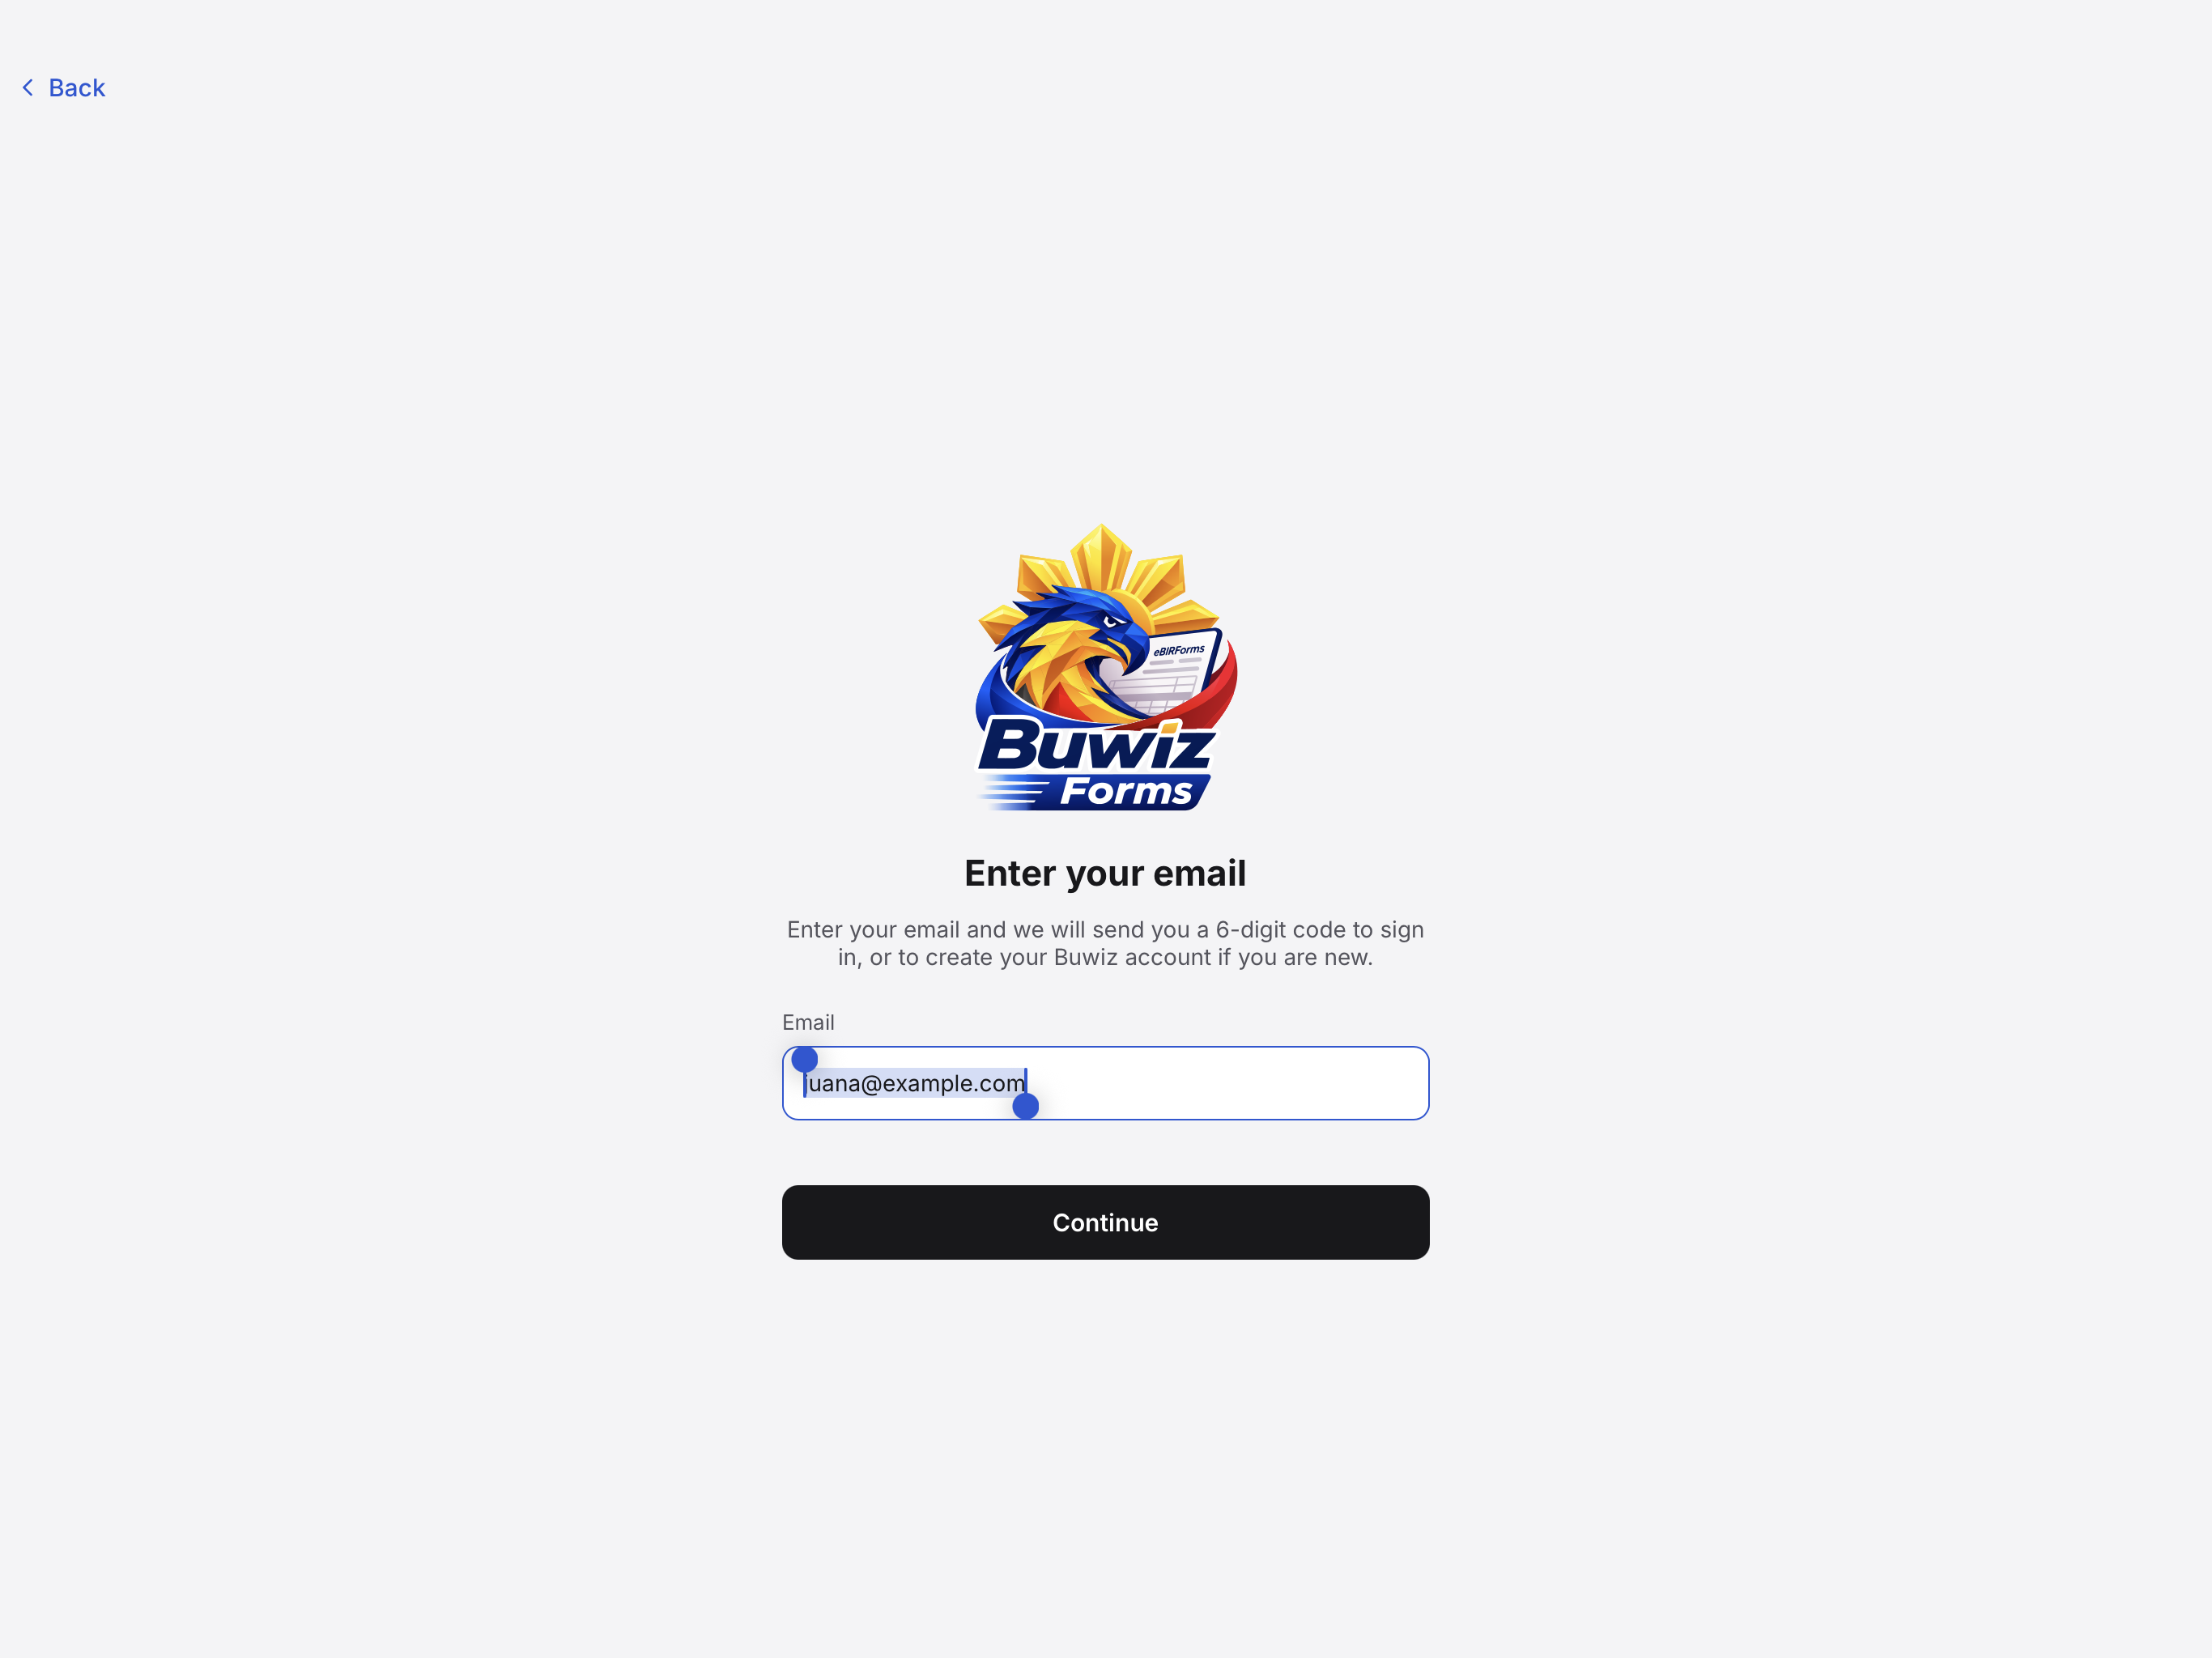 Back
eBIRForms
Buwiz
Forms
Enter your email
Enter your email and we will send you a 6-digit code to sign
in, or to create your Buwiz account if you are new.
Email
juana@example.com
Continue